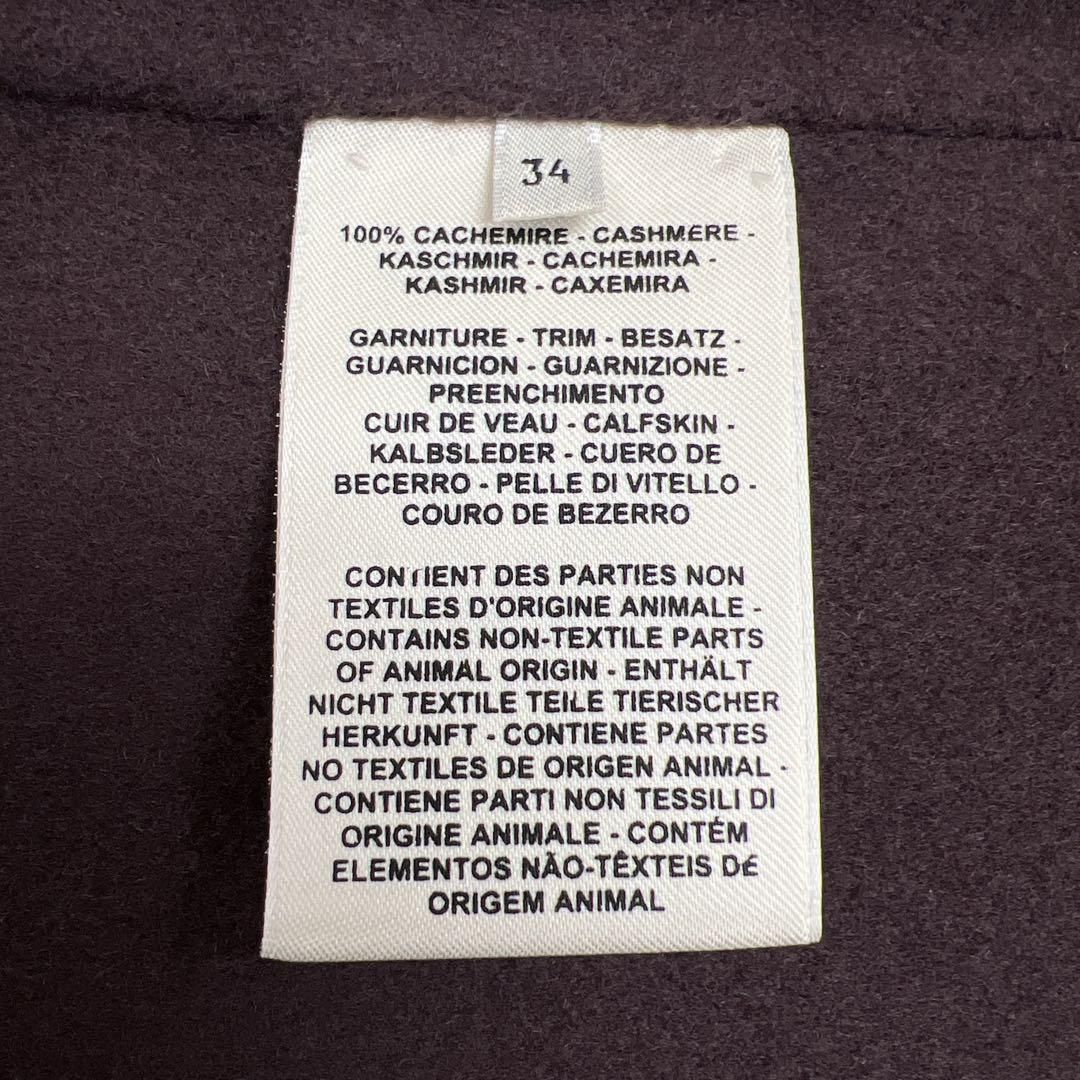 34
100% CACHEMIRE - CASHMERE -
KASCHMIR - CACHEMIRA -
KASHMIR - CAXEMIRA
GARNITURE - TRIM - BESATZ -
GUARNICION - GUARNIZIONE -
PREENCHIMENTO
CUIR DE VEAU - CALFSKIN -
KALBSLEDER - CUERO DE
BECERRO - PELLE DI VITELLO -
COURO DE BEZERRO
CONTIENT DES PARTIES NON
TEXTILES D'ORIGINE ANIMALE -
CONTAINS NON-TEXTILE PARTS
OF ANIMAL ORIGIN - ENTHÄLT
NICHT TEXTILE TEILE TIERISCHER
HERKUNFT - CONTIENE PARTES
NO TEXTILES DE ORIGEN ANIMAL -
CONTIENE PARTI NON TESSILI DI
ORIGINE ANIMALE - CONTÉM
ELEMENTOS NÃO-TÊXTEIS DE
ORIGEM ANIMAL